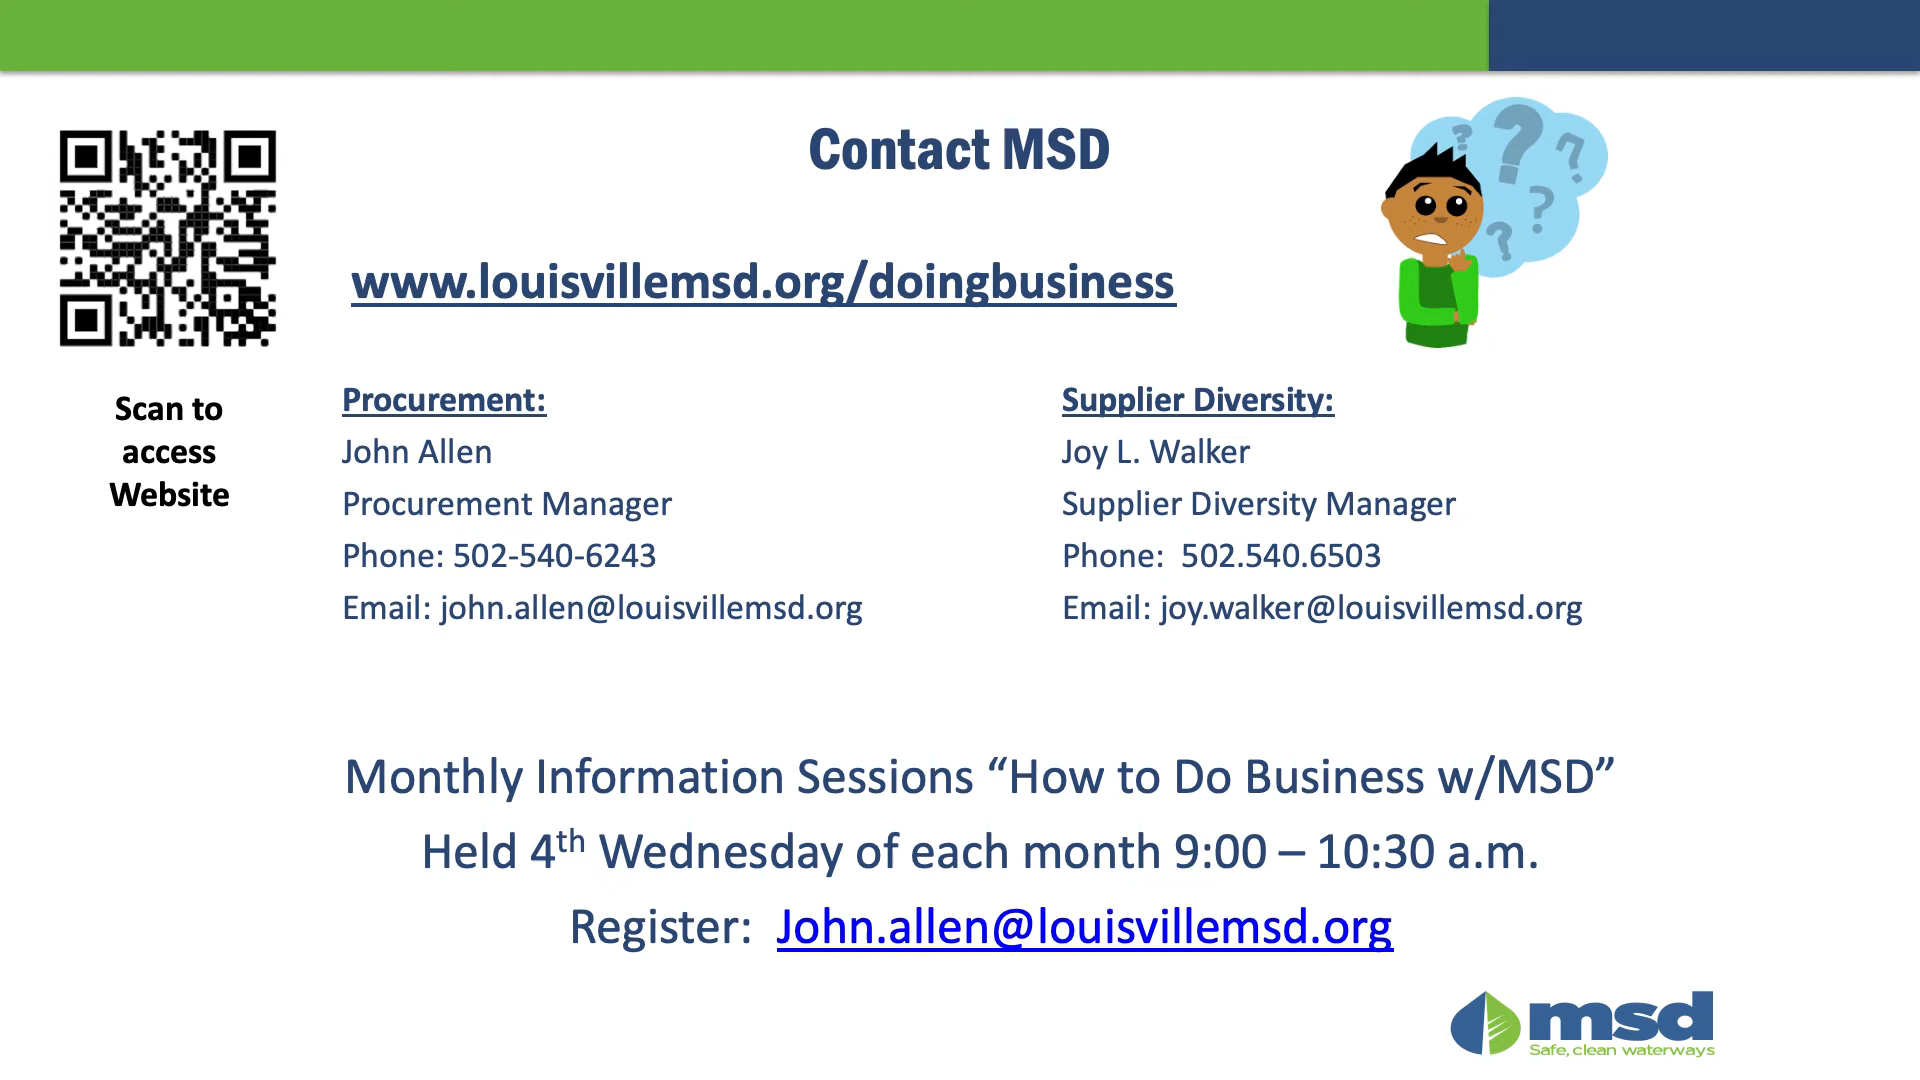 Contact MSD
www.louisvillemsd.org/doingbusiness
Scan to
access
Website
Procurement:
John Allen
Procurement Manager
Phone: 502-540-6243
Email: john.allen@louisvillemsd.org
Supplier Diversity:
Joy L. Walker
Supplier Diversity Manager
Phone:  502.540.6503
Email: joy.walker@louisvillemsd.org
Monthly Information Sessions “How to Do Business w/MSD”
Held 4th Wednesday of each month 9:00 – 10:30 a.m.
Register:  John.allen@louisvillemsd.org
msd
Safe, clean waterways
? ? ? ? ?